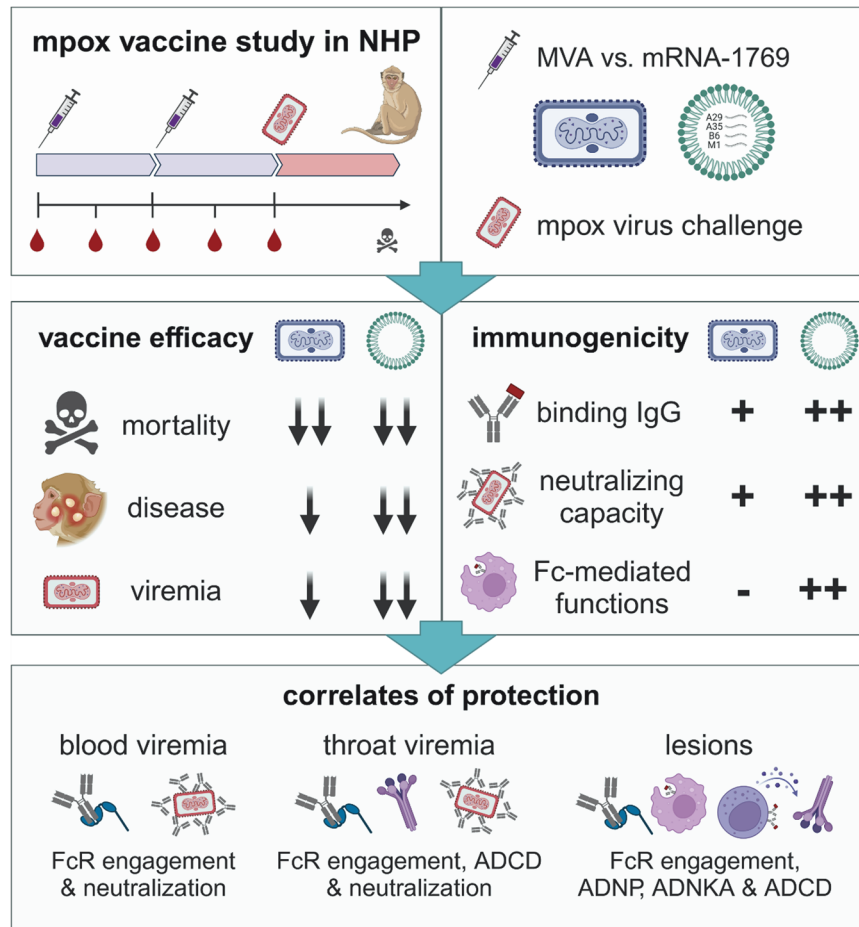 mpox vaccine study in NHP
MVA vs. mRNA-1769
A29
A35
B6
M1
mpox virus challenge
vaccine efficacy
mortality
disease
viremia
immunogenicity
binding IgG
+ ++
neutralizing
capacity
+ ++
Fc-mediated
functions
- ++
correlates of protection
blood viremia
FcR engagement
& neutralization
throat viremia
FcR engagement, ADCD
& neutralization
lesions
FcR engagement,
ADNP, ADNKA & ADCD